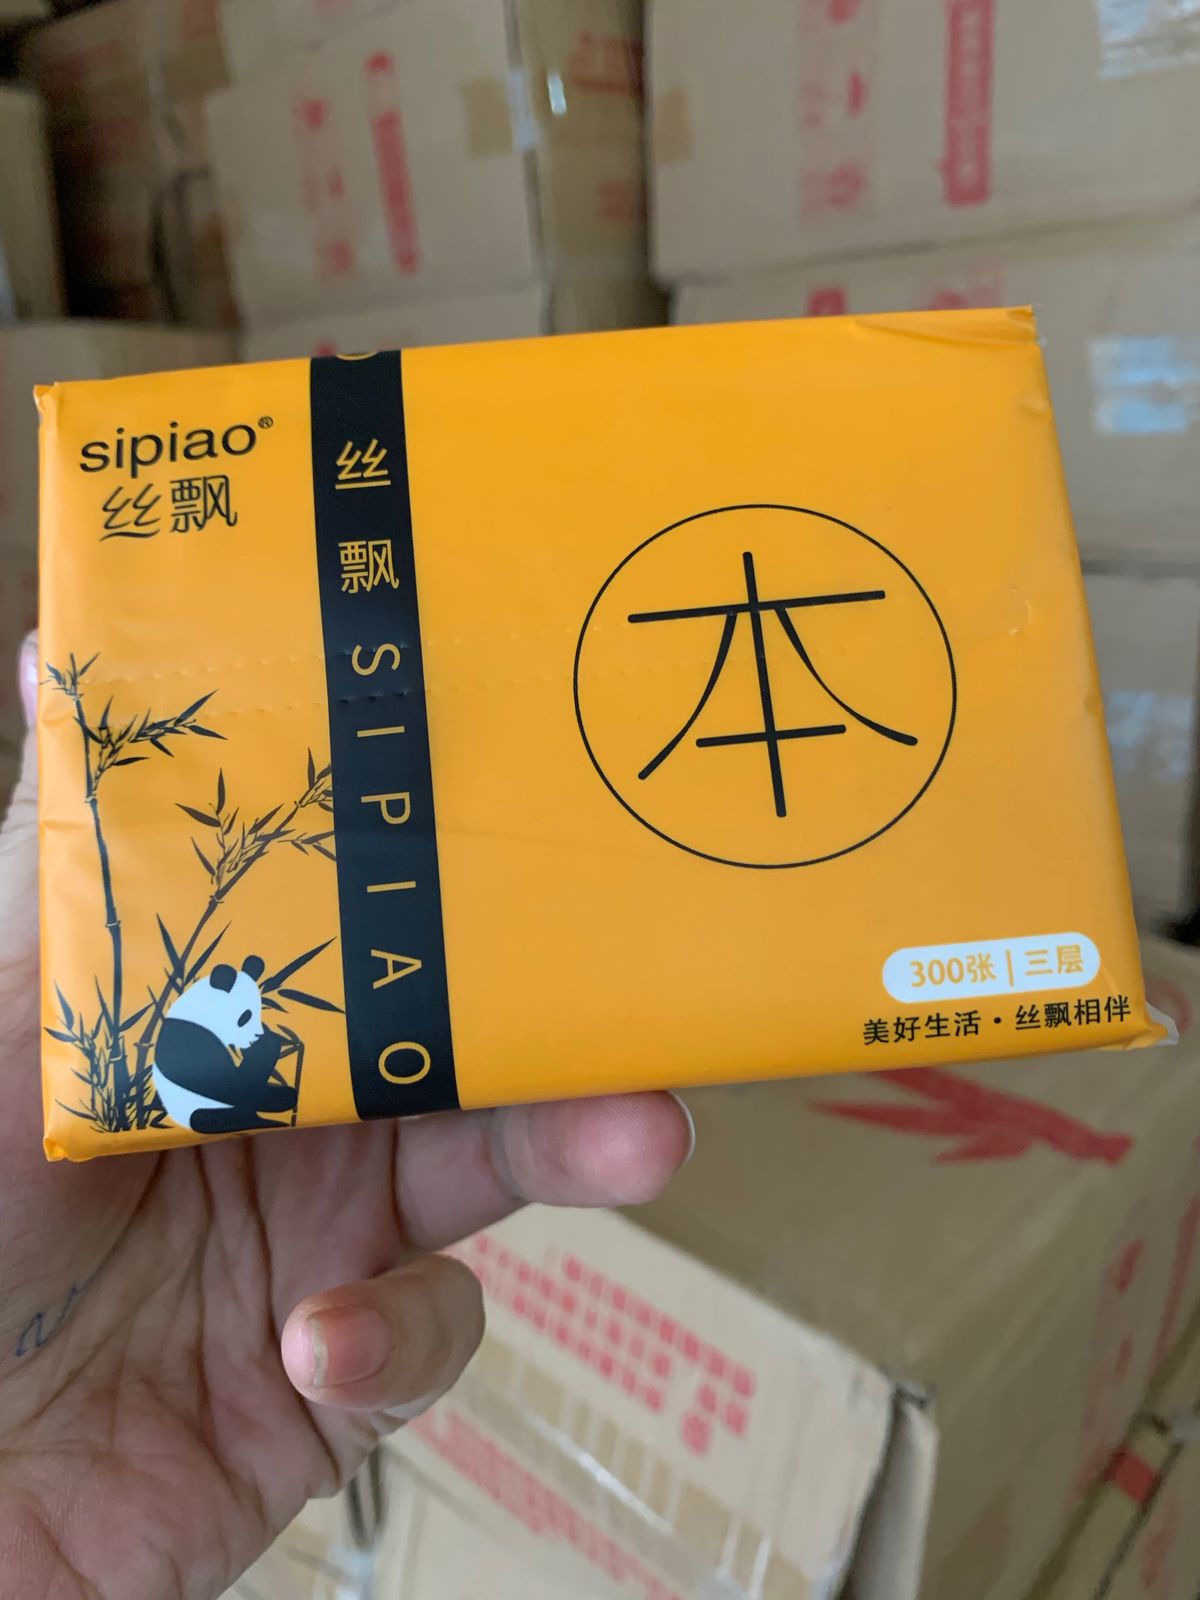 sipiao®
丝飘
丝飘 SIPIAO
本
300张 | 三层
美好生活·丝飘相伴